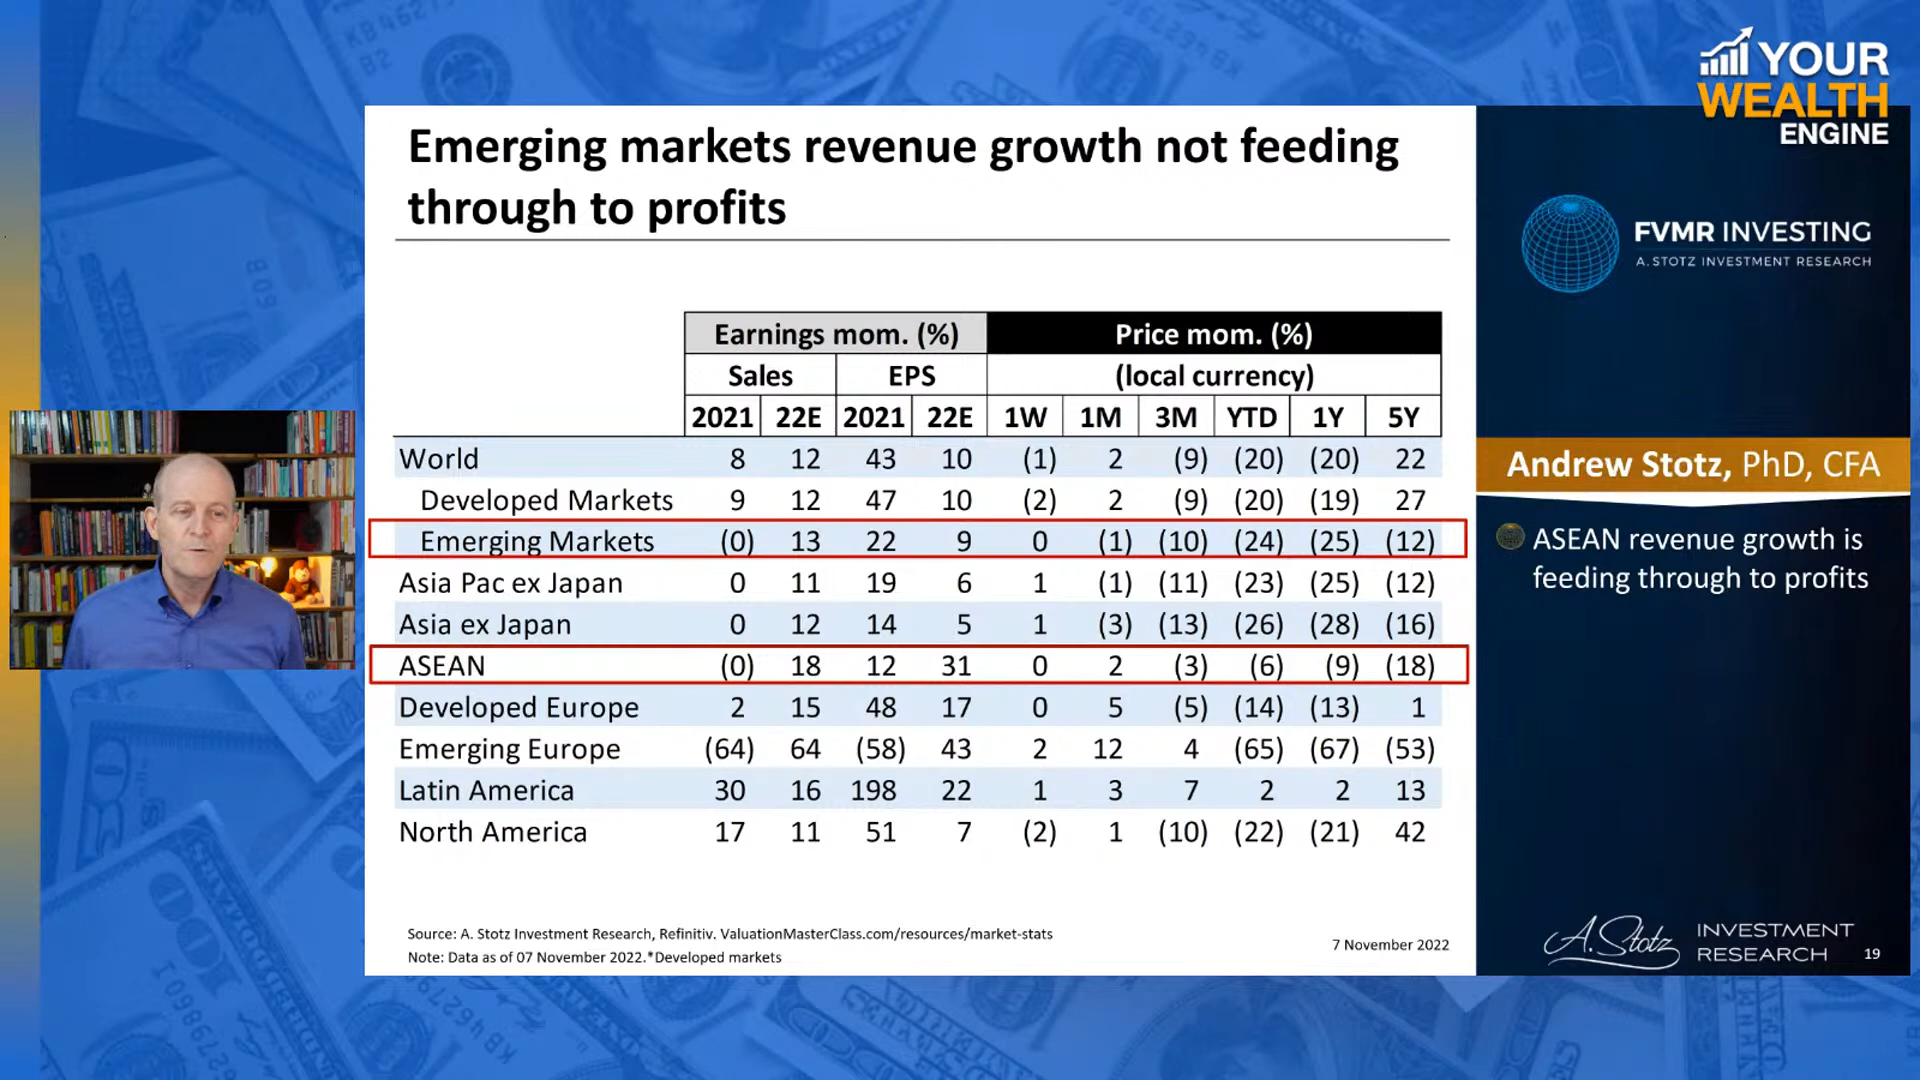 YOUR
WEALTH
ENGINE
Emerging markets revenue growth not feeding
through to profits
FVMR INVESTING
A. STOTZ INVESTMENT RESEARCH
Earnings mom. (%) Price mom. (%)
Sales EPS (local currency)
2021 22E 2021 22E 1W 1M 3M YTD 1Y 5Y
World 8 12 43 10 (1) 2 (9) (20) (20) 22
Developed Markets 9 12 47 10 (2) 2 (9) (20) (19) 27
Emerging Markets (0) 13 22 9 0 (1) (10) (24) (25) (12)
Asia Pac ex Japan 0 11 19 6 1 (1) (11) (23) (25) (12)
Asia ex Japan 0 12 14 5 1 (3) (13) (26) (28) (16)
ASEAN (0) 18 12 31 0 2 (3) (6) (9) (18)
Developed Europe 2 15 48 17 0 5 (5) (14) (13) 1
Emerging Europe (64) 64 (58) 43 2 12 4 (65) (67) (53)
Latin America 30 16 198 22 1 3 7 2 2 13
North America 17 11 51 7 (2) 1 (10) (22) (21) 42
Source: A. Stotz Investment Research, Refinitiv. ValuationMasterClass.com/resources/market-stats
Note: Data as of 07 November 2022.*Developed markets
7 November 2022
Andrew Stotz, PhD, CFA
ASEAN revenue growth is
feeding through to profits
A. Stotz INVESTMENT
RESEARCH
19